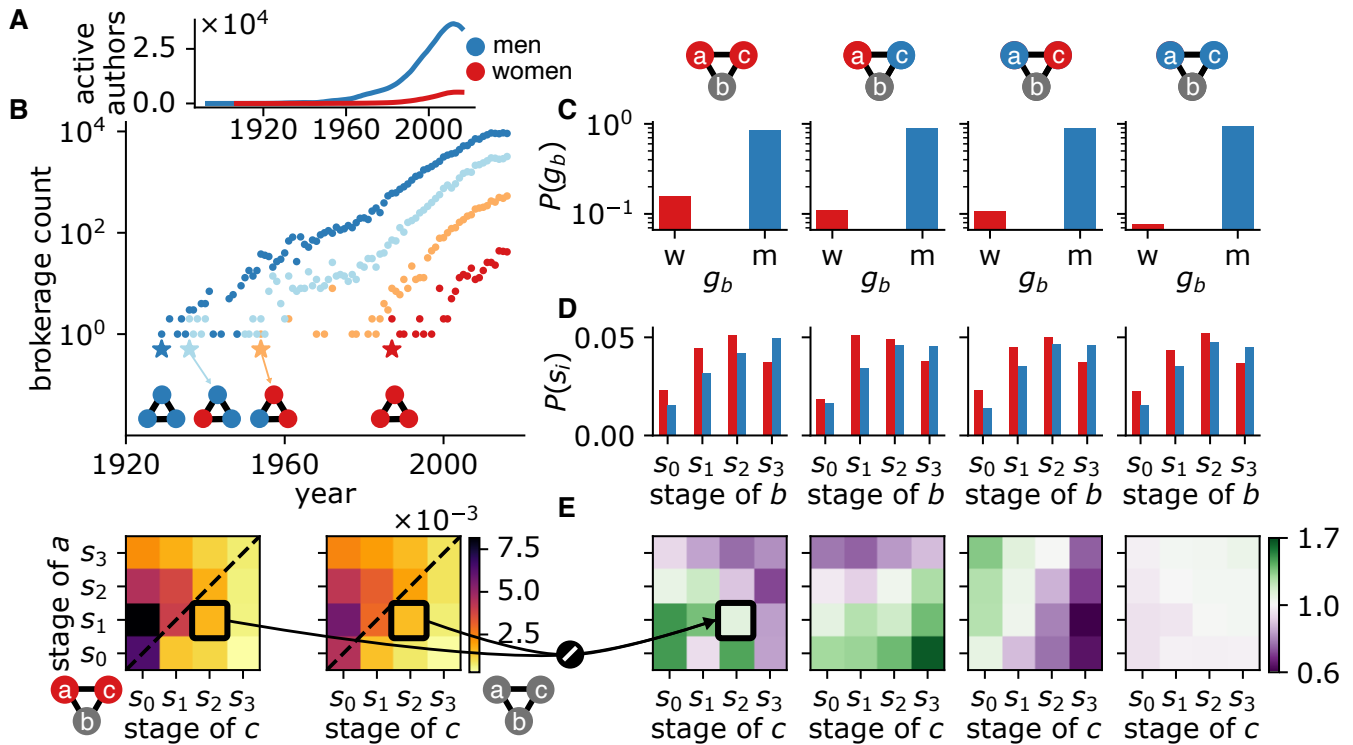 A
×10⁴
active authors
2.5
0.0
1920 1960 2000
men
women
B
brokerage count
10⁴
10²
10⁰
1920 1960 2000
year
a c b
a c b
a c b
a c b
C
P(g_b)
10⁰
10⁻¹
w m w m w m w m
g_b g_b g_b g_b
D
P(s_i)
0.05
0.00
s₀ s₁ s₂ s₃ s₀ s₁ s₂ s₃ s₀ s₁ s₂ s₃ s₀ s₁ s₂ s₃
stage of b stage of b stage of b stage of b
×10⁻³
7.5
5.0
2.5
stage of a
s₃
s₂
s₁
s₀
s₀ s₁ s₂ s₃ s₀ s₁ s₂ s₃
stage of c stage of c
a c b
a c b
E
1.7
1.0
0.6
s₀ s₁ s₂ s₃ s₀ s₁ s₂ s₃ s₀ s₁ s₂ s₃ s₀ s₁ s₂ s₃
stage of c stage of c stage of c stage of c